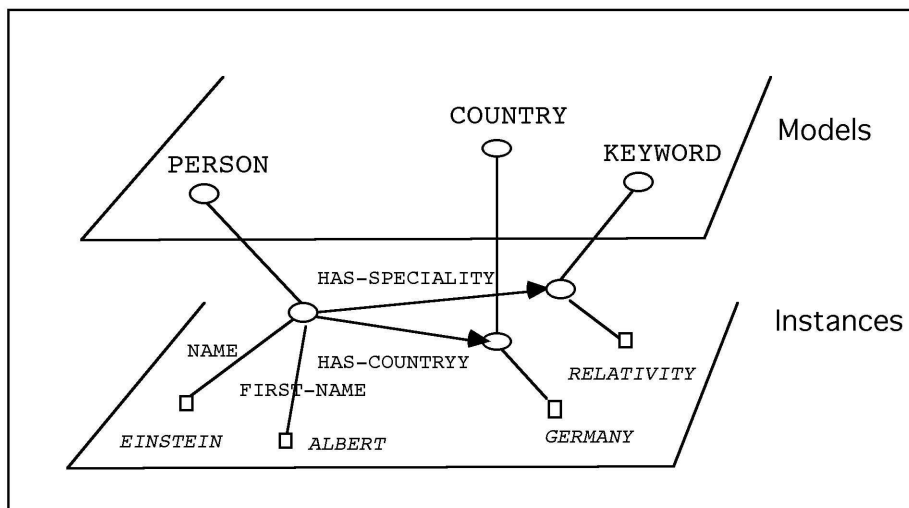 COUNTRY
Models
KEYWORD
PERSON
HAS-SPECIALITY
Instances
NAME
HAS-COUNTRYY
RELATIVITY
FIRST-NAME
EINSTEIN
ALBERT
GERMANY